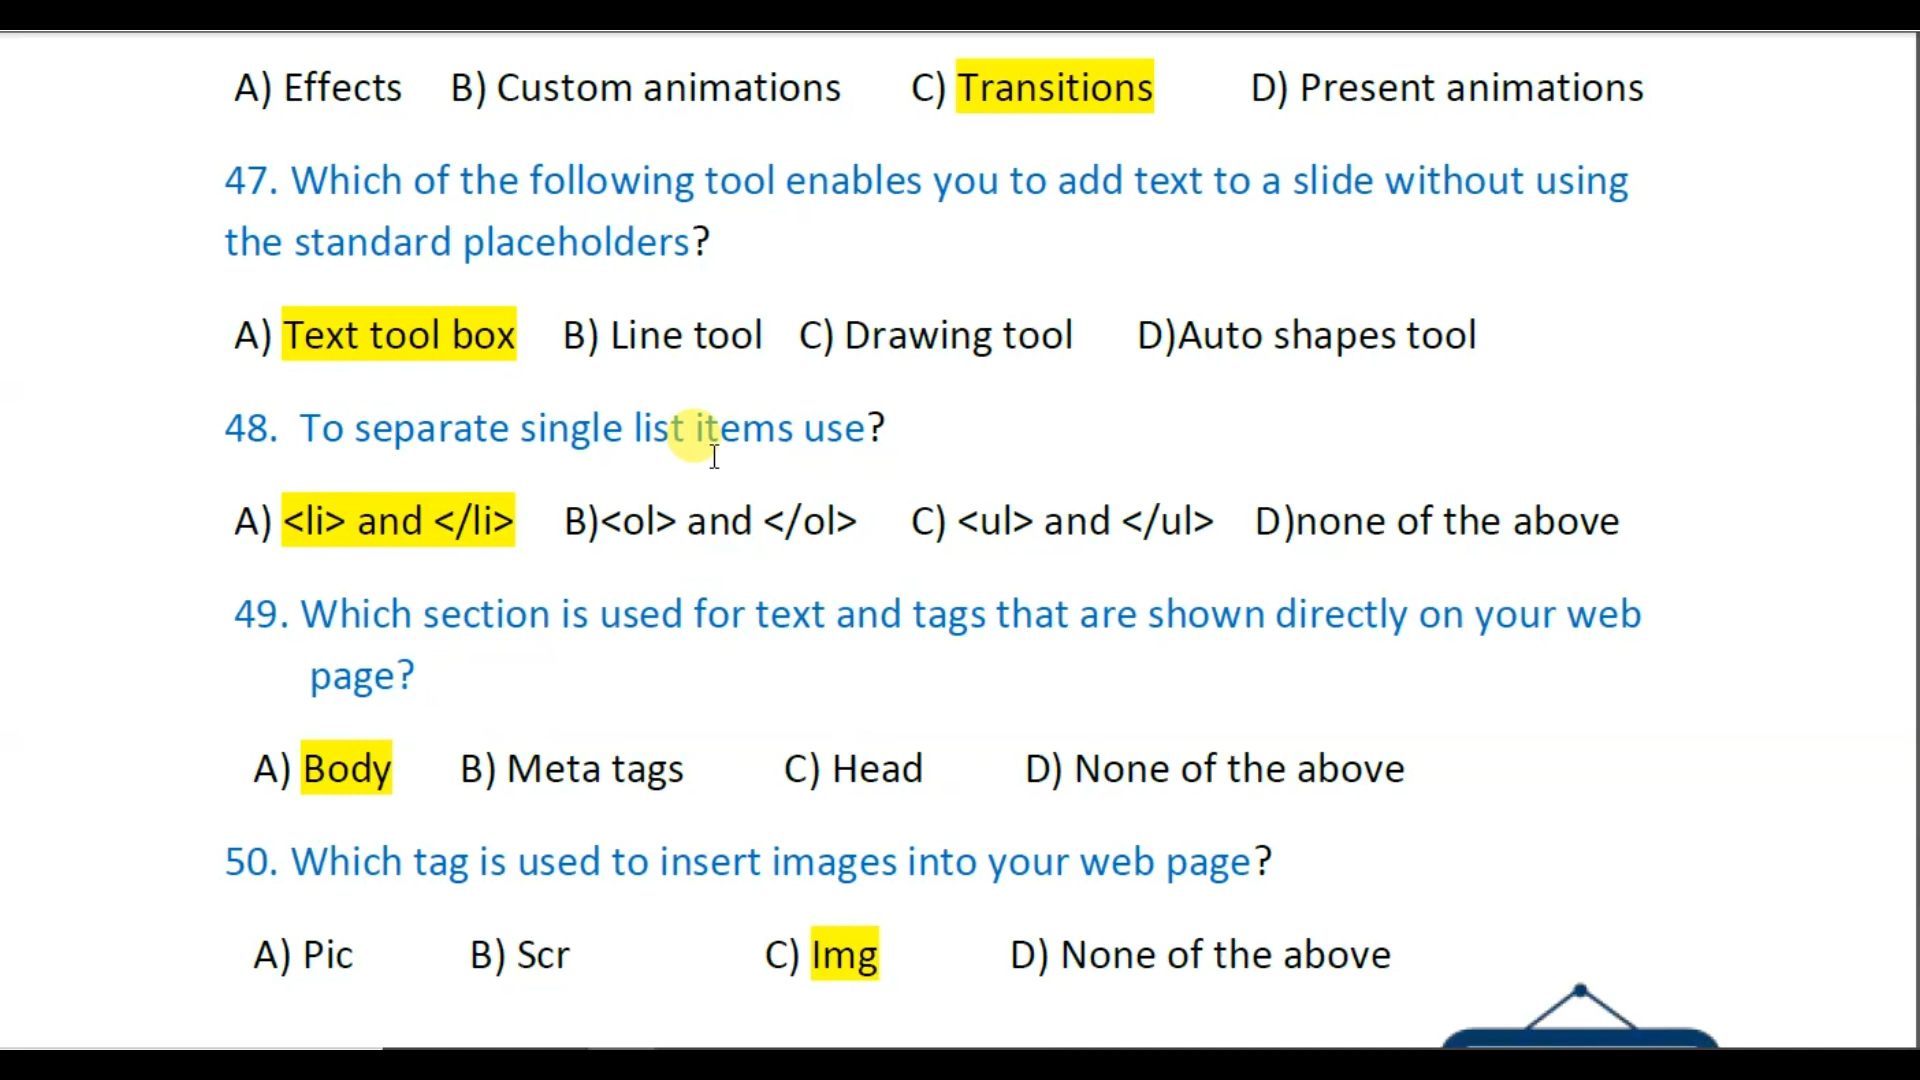 A) Effects B) Custom animations C) Transitions D) Present animations
47. Which of the following tool enables you to add text to a slide without using
the standard placeholders?
A) Text tool box B) Line tool C) Drawing tool D)Auto shapes tool
48. To separate single list items use?
A) <li> and </li> B)<ol> and </ol> C) <ul> and </ul> D)none of the above
49. Which section is used for text and tags that are shown directly on your web
page?
A) Body B) Meta tags C) Head D) None of the above
50. Which tag is used to insert images into your web page?
A) Pic B) Scr C) Img D) None of the above